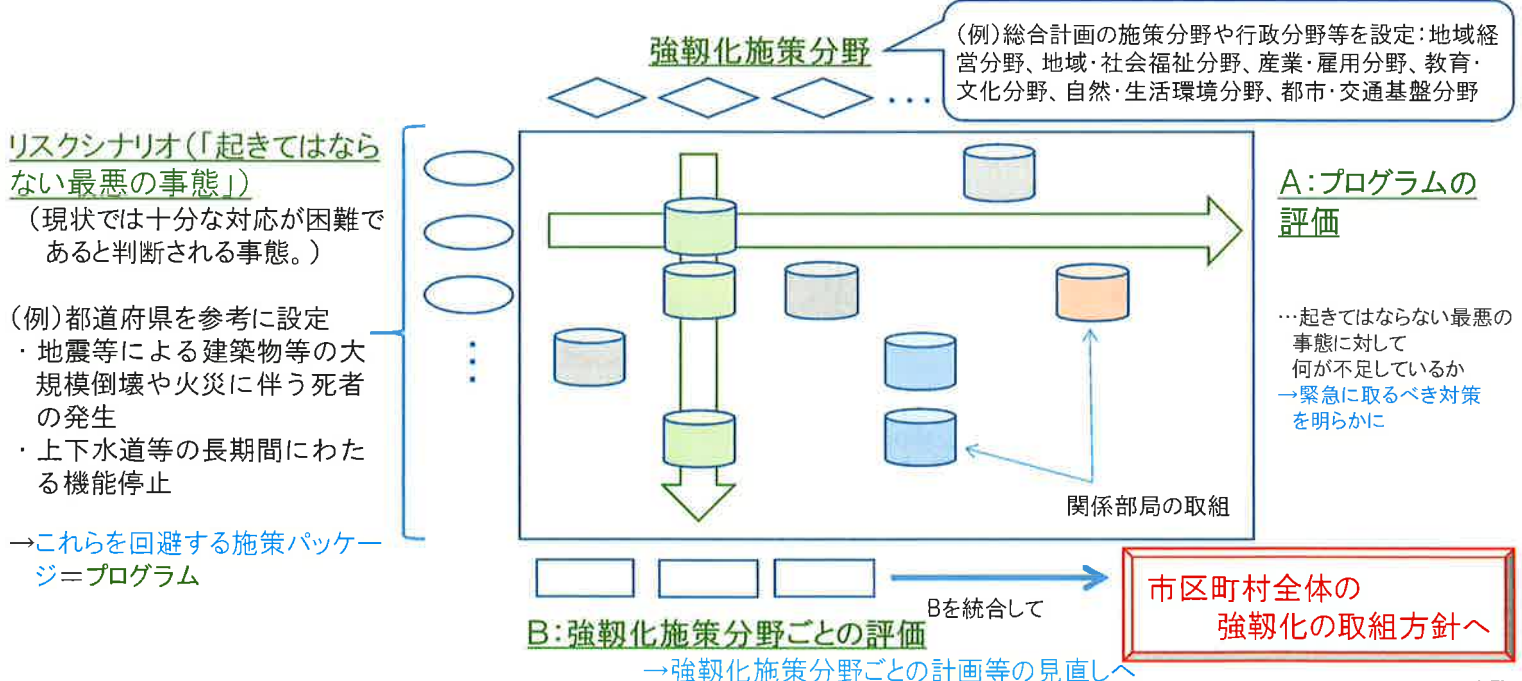 強靱化施策分野
(例)総合計画の施策分野や行政分野等を設定:地域経
営分野、地域・社会福祉分野、産業・雇用分野、教育・
文化分野、自然・生活環境分野、都市・交通基盤分野
・・・
リスクシナリオ(「起きてはなら
ない最悪の事態」)
(現状では十分な対応が困難で
あると判断される事態。)
(例)都道府県を参考に設定
・地震等による建築物等の大
規模倒壊や火災に伴う死者
の発生
・上下水道等の長期間にわた
る機能停止
→これらを回避する施策パッケー
ジ=プログラム
A:プログラムの
評価
…起きてはならない最悪の
事態に対して
何が不足しているか
→緊急に取るべき対策
を明らかに
関係部局の取組
Bを統合して
市区町村全体の
強靱化の取組方針へ
B:強靱化施策分野ごとの評価
→強靱化施策分野ごとの計画等の見直しへ